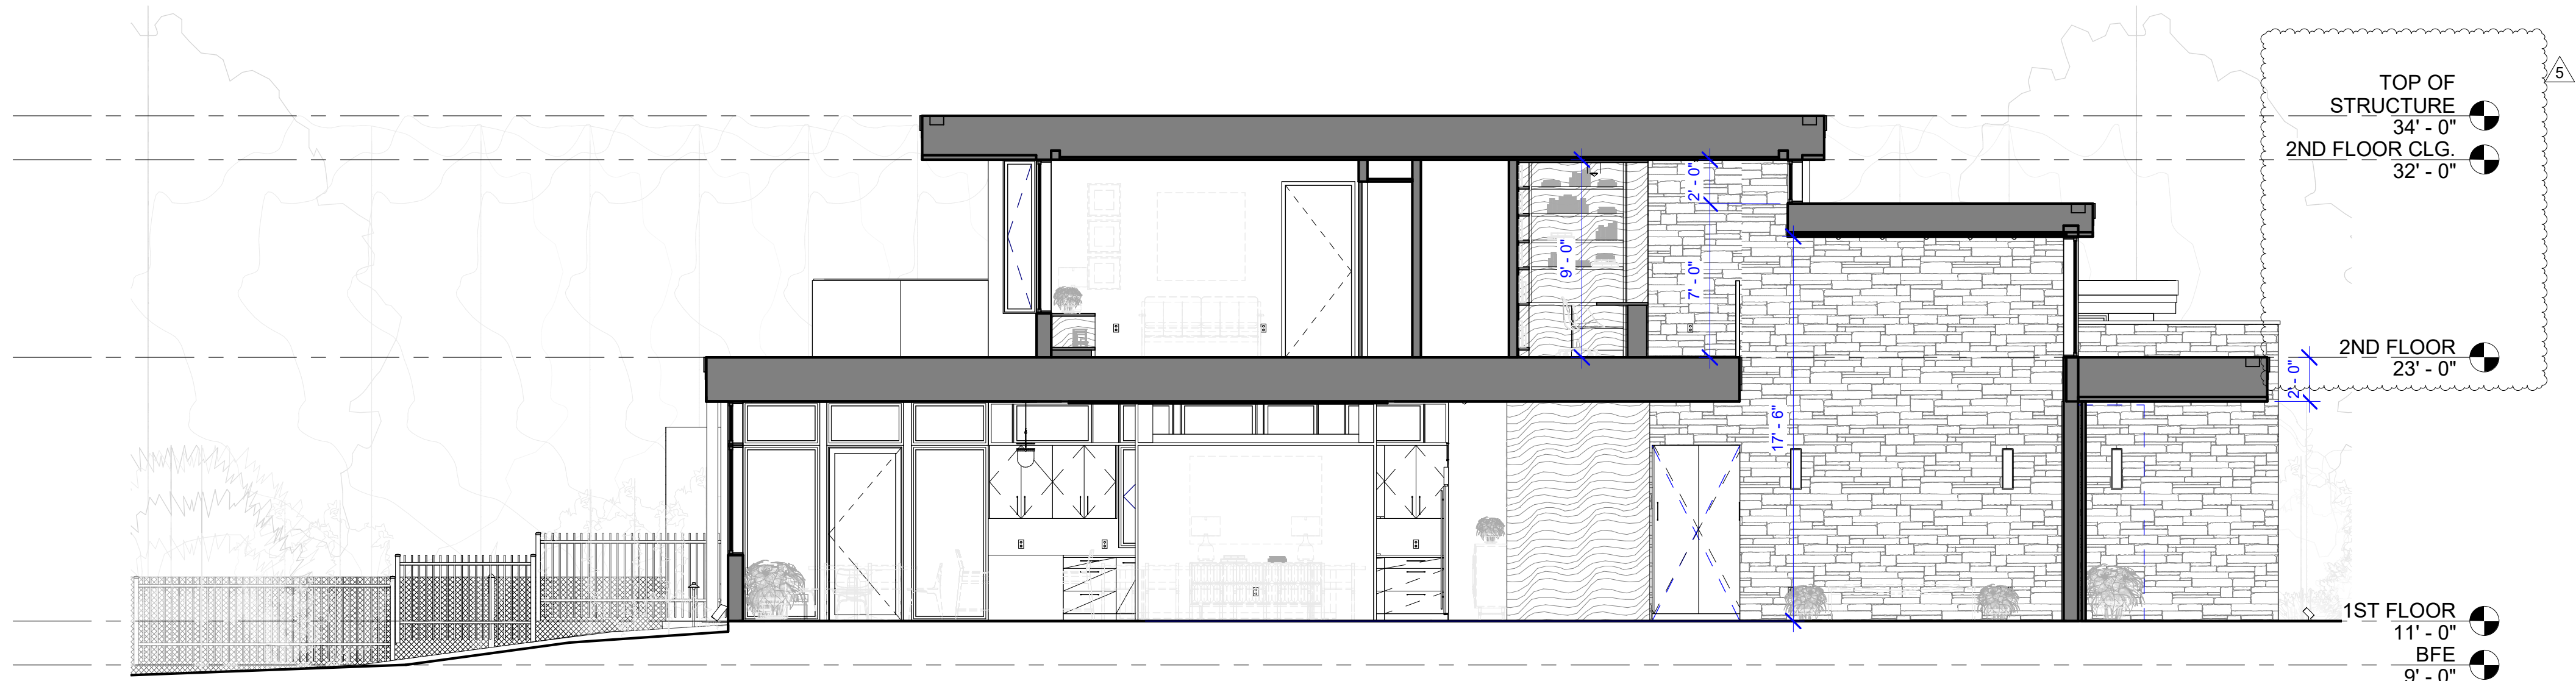 5
TOP OF
STRUCTURE
34' - 0"
2ND FLOOR CLG.
32' - 0"
2' - 0"
9' - 0"
7' - 0"
2ND FLOOR
23' - 0"
2' - 0"
17' - 6"
1ST FLOOR
11' - 0"
BFE
9' - 0"